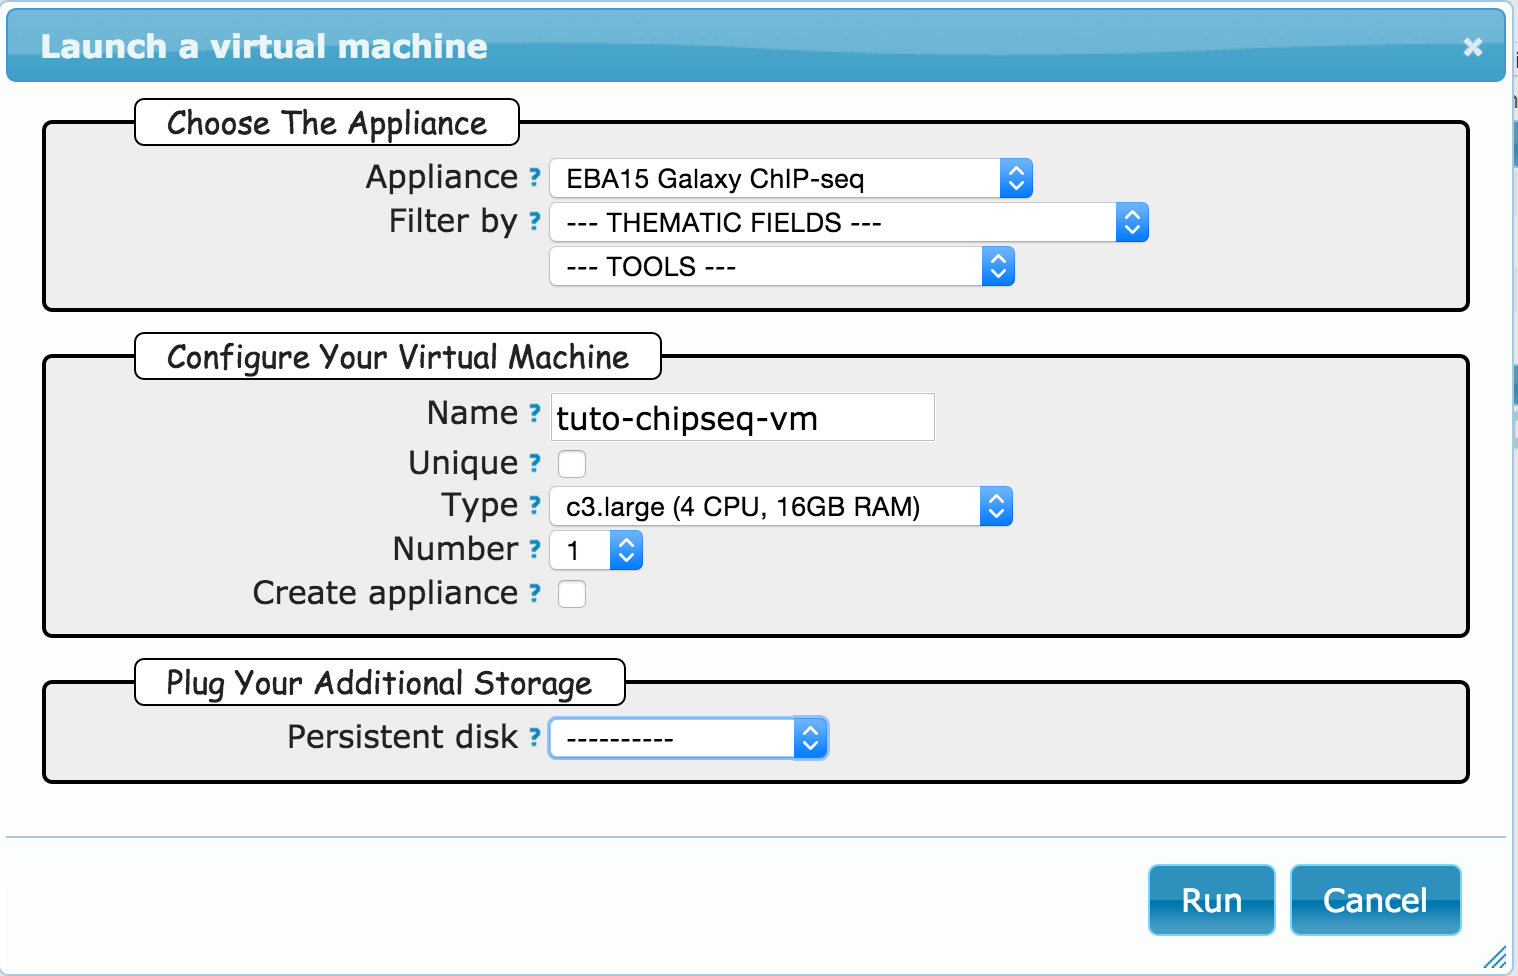 Launch a virtual machine
Choose The Appliance
Appliance ? EBA15 Galaxy ChIP-seq
Filter by ? --- THEMATIC FIELDS ---
--- TOOLS ---
Configure Your Virtual Machine
Name ? tuto-chipseq-vm
Unique ?
Type ? c3.large (4 CPU, 16GB RAM)
Number ? 1
Create appliance ?
Plug Your Additional Storage
Persistent disk ? ----------
Run Cancel